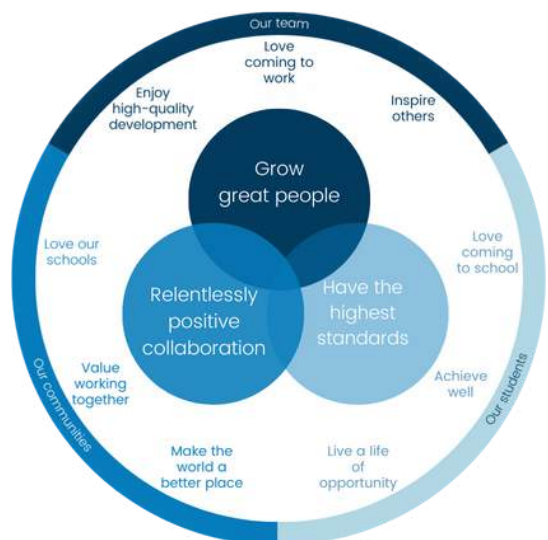 Our team
Love
coming to
work
Enjoy
high-quality
development
Inspire
others
Grow
great people
Love our
schools
Love
coming
to school
Relentlessly
positive
collaboration
Have the
highest
standards
Value
working
together
Achieve
well
Our communities
Our students
Make the
world a
better place
Live a life
of
opportunity